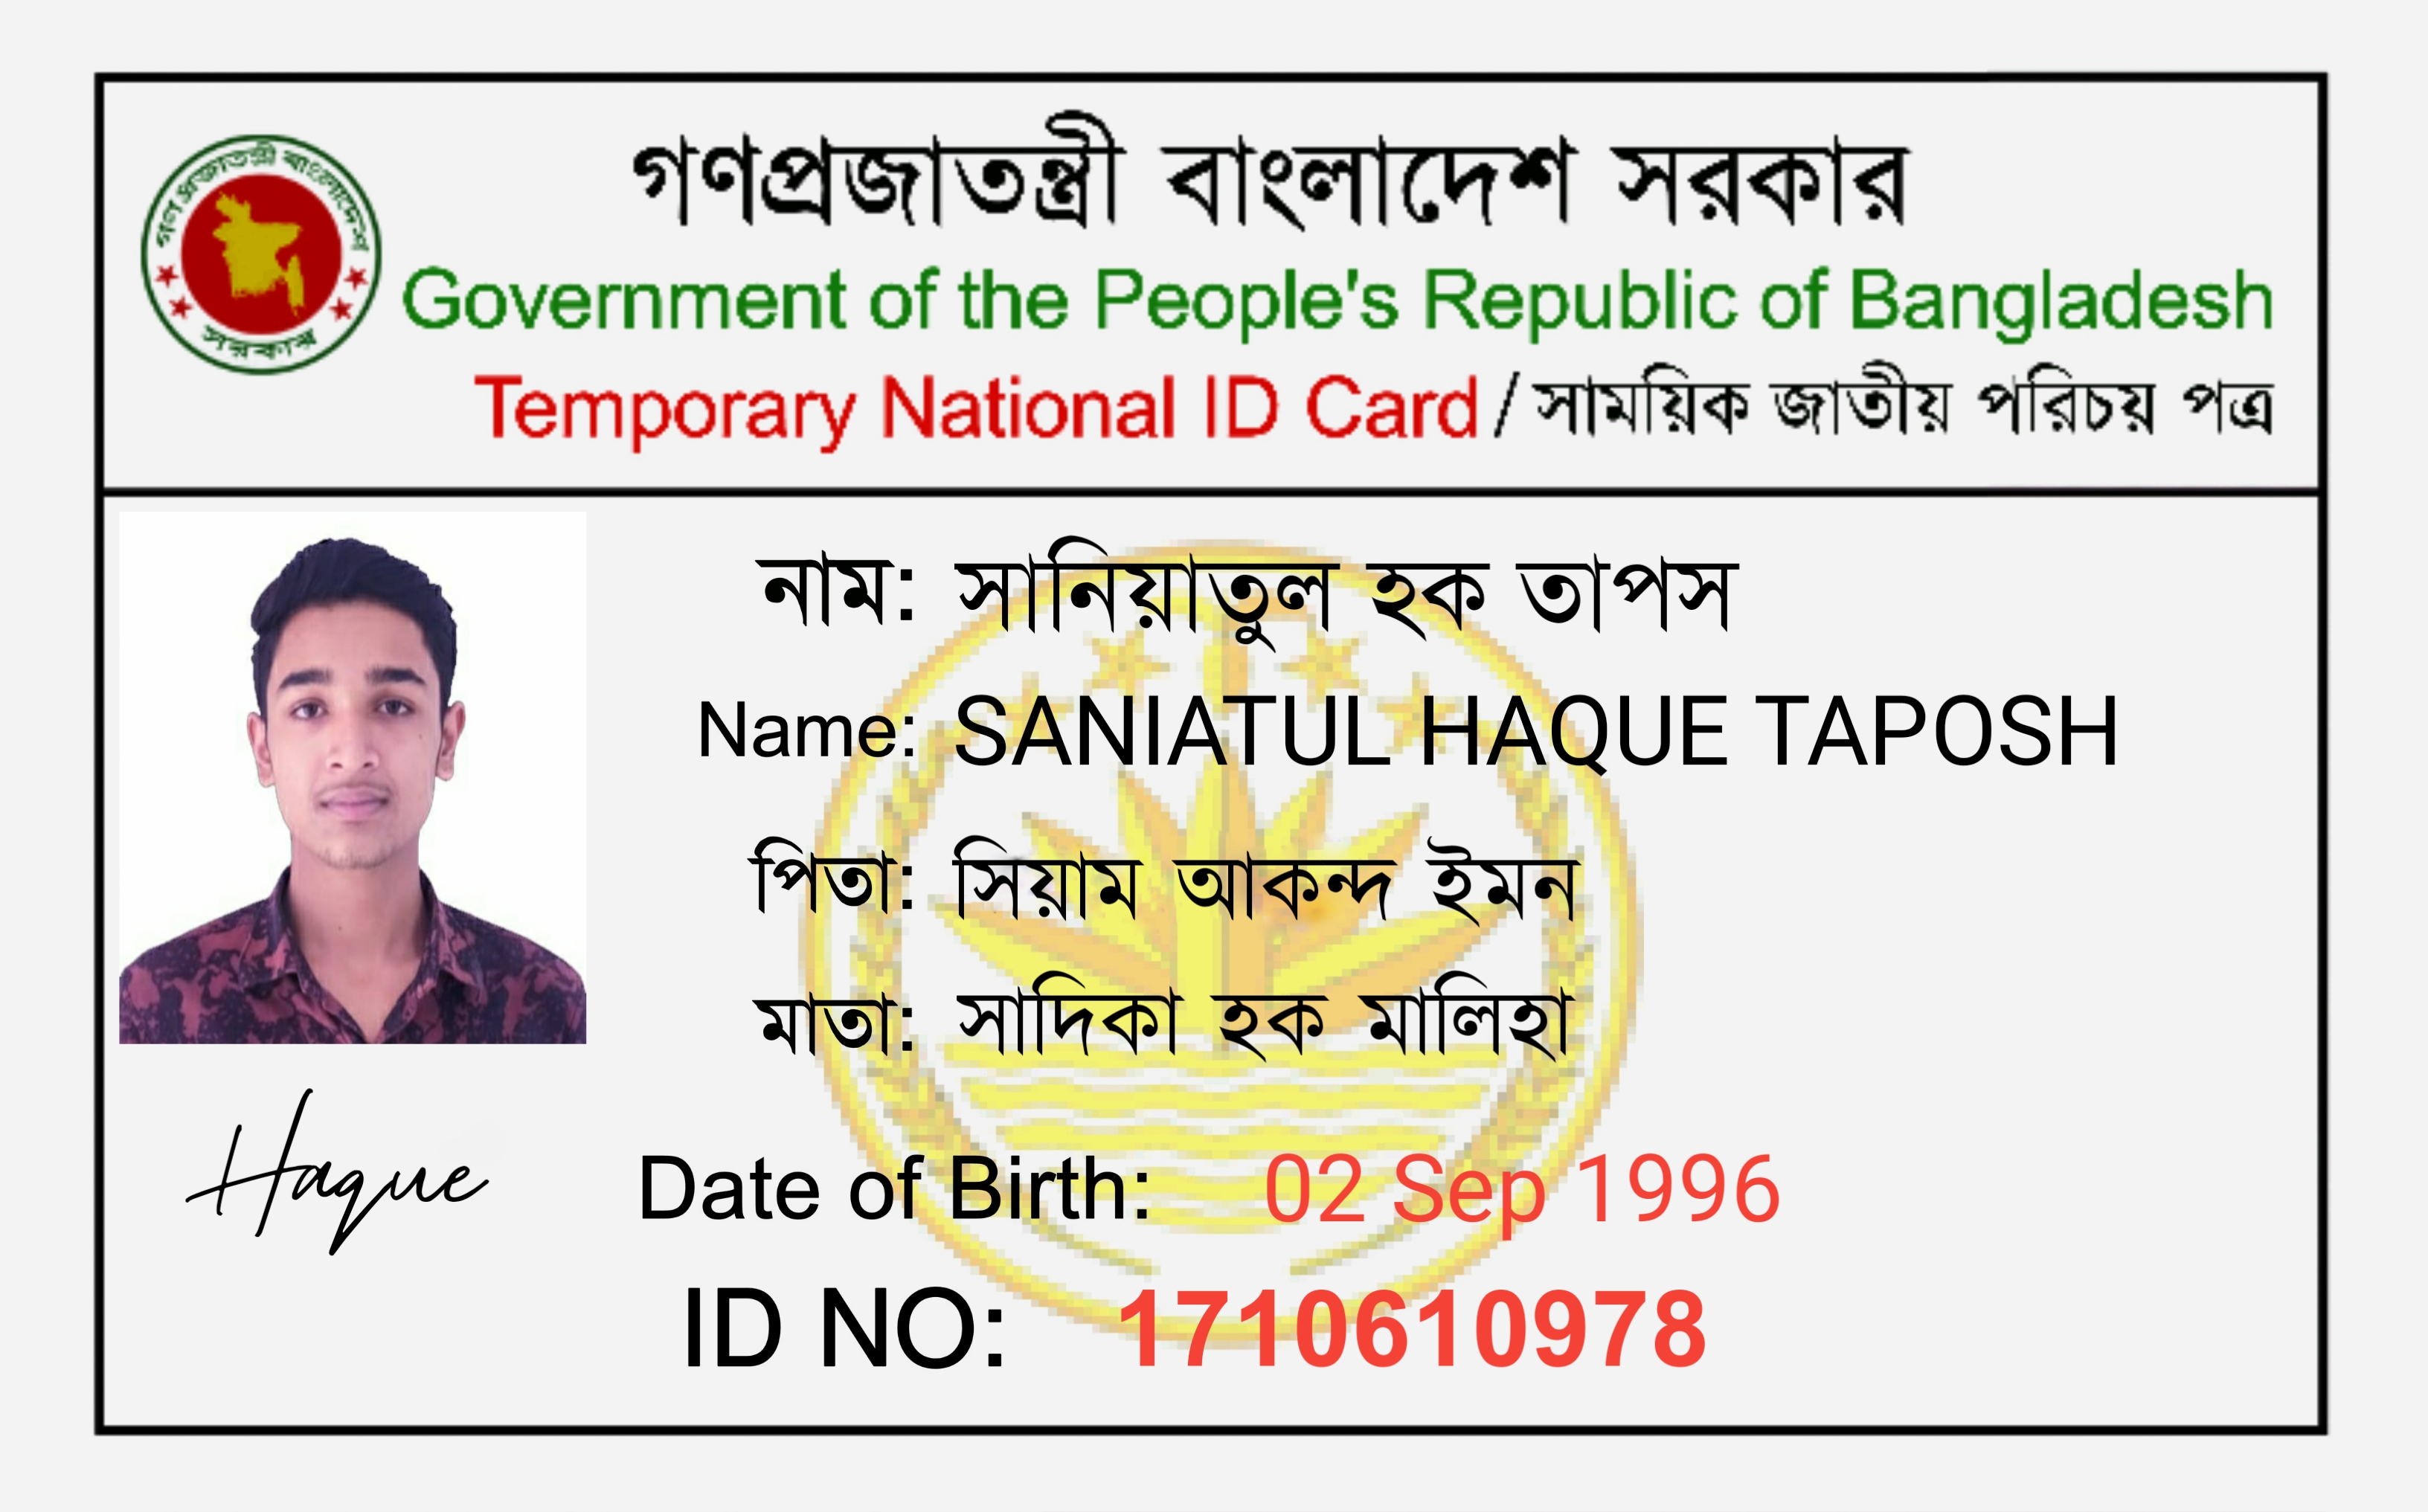 গণপ্রজাতন্ত্রী বাংলাদেশ সরকার
Government of the People's Republic of Bangladesh
Temporary National ID Card / সাময়িক জাতীয় পরিচয় পত্র
গণপ্রজাতন্ত্রী বাংলাদেশ
সরকার
নাম: সানিয়াতুল হক তাপস
Name: SANIATUL HAQUE TAPOSH
পিতা: সিয়াম আকন্দ ইমন
মাতা: সাদিকা হক মালিহা
Haque
Date of Birth: 02 Sep 1996
ID NO: 1710610978